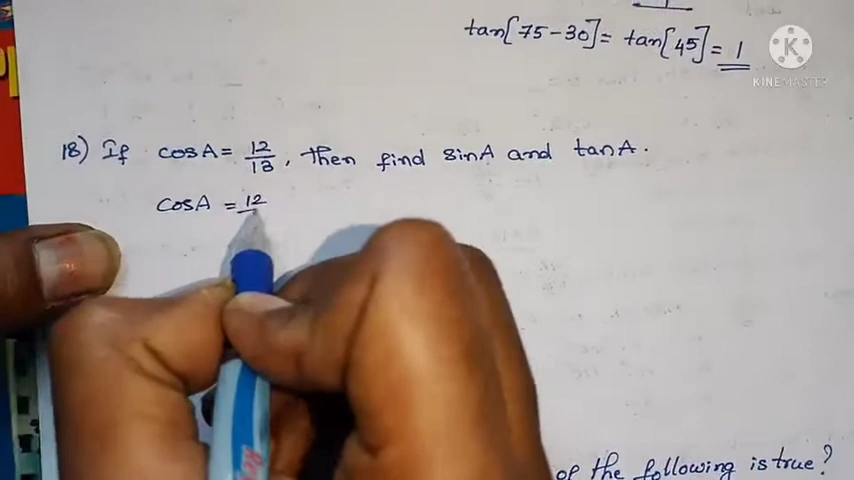 tan[75-30]= tan[45]= 1
KINEMASTER
18) If cosA= 12/13, Then find sinA and tanA.
cosA = 12
of the following is true?